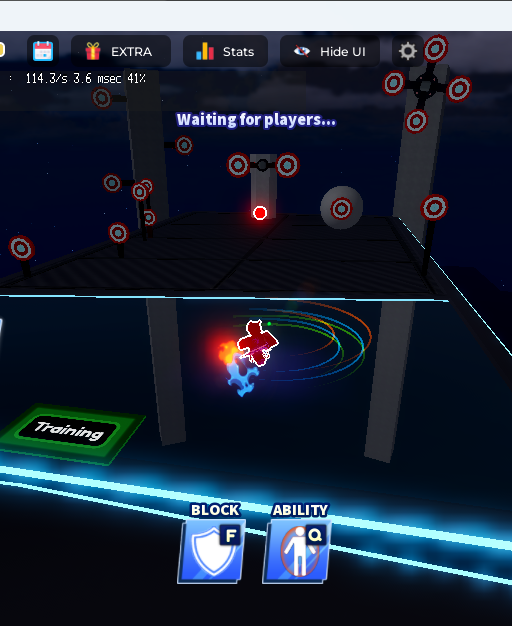 EXTRA
Stats
Hide UI
: 114.3/s 3.6 msec 41%
Waiting for players...
Training
BLOCK
ABILITY
F
Q